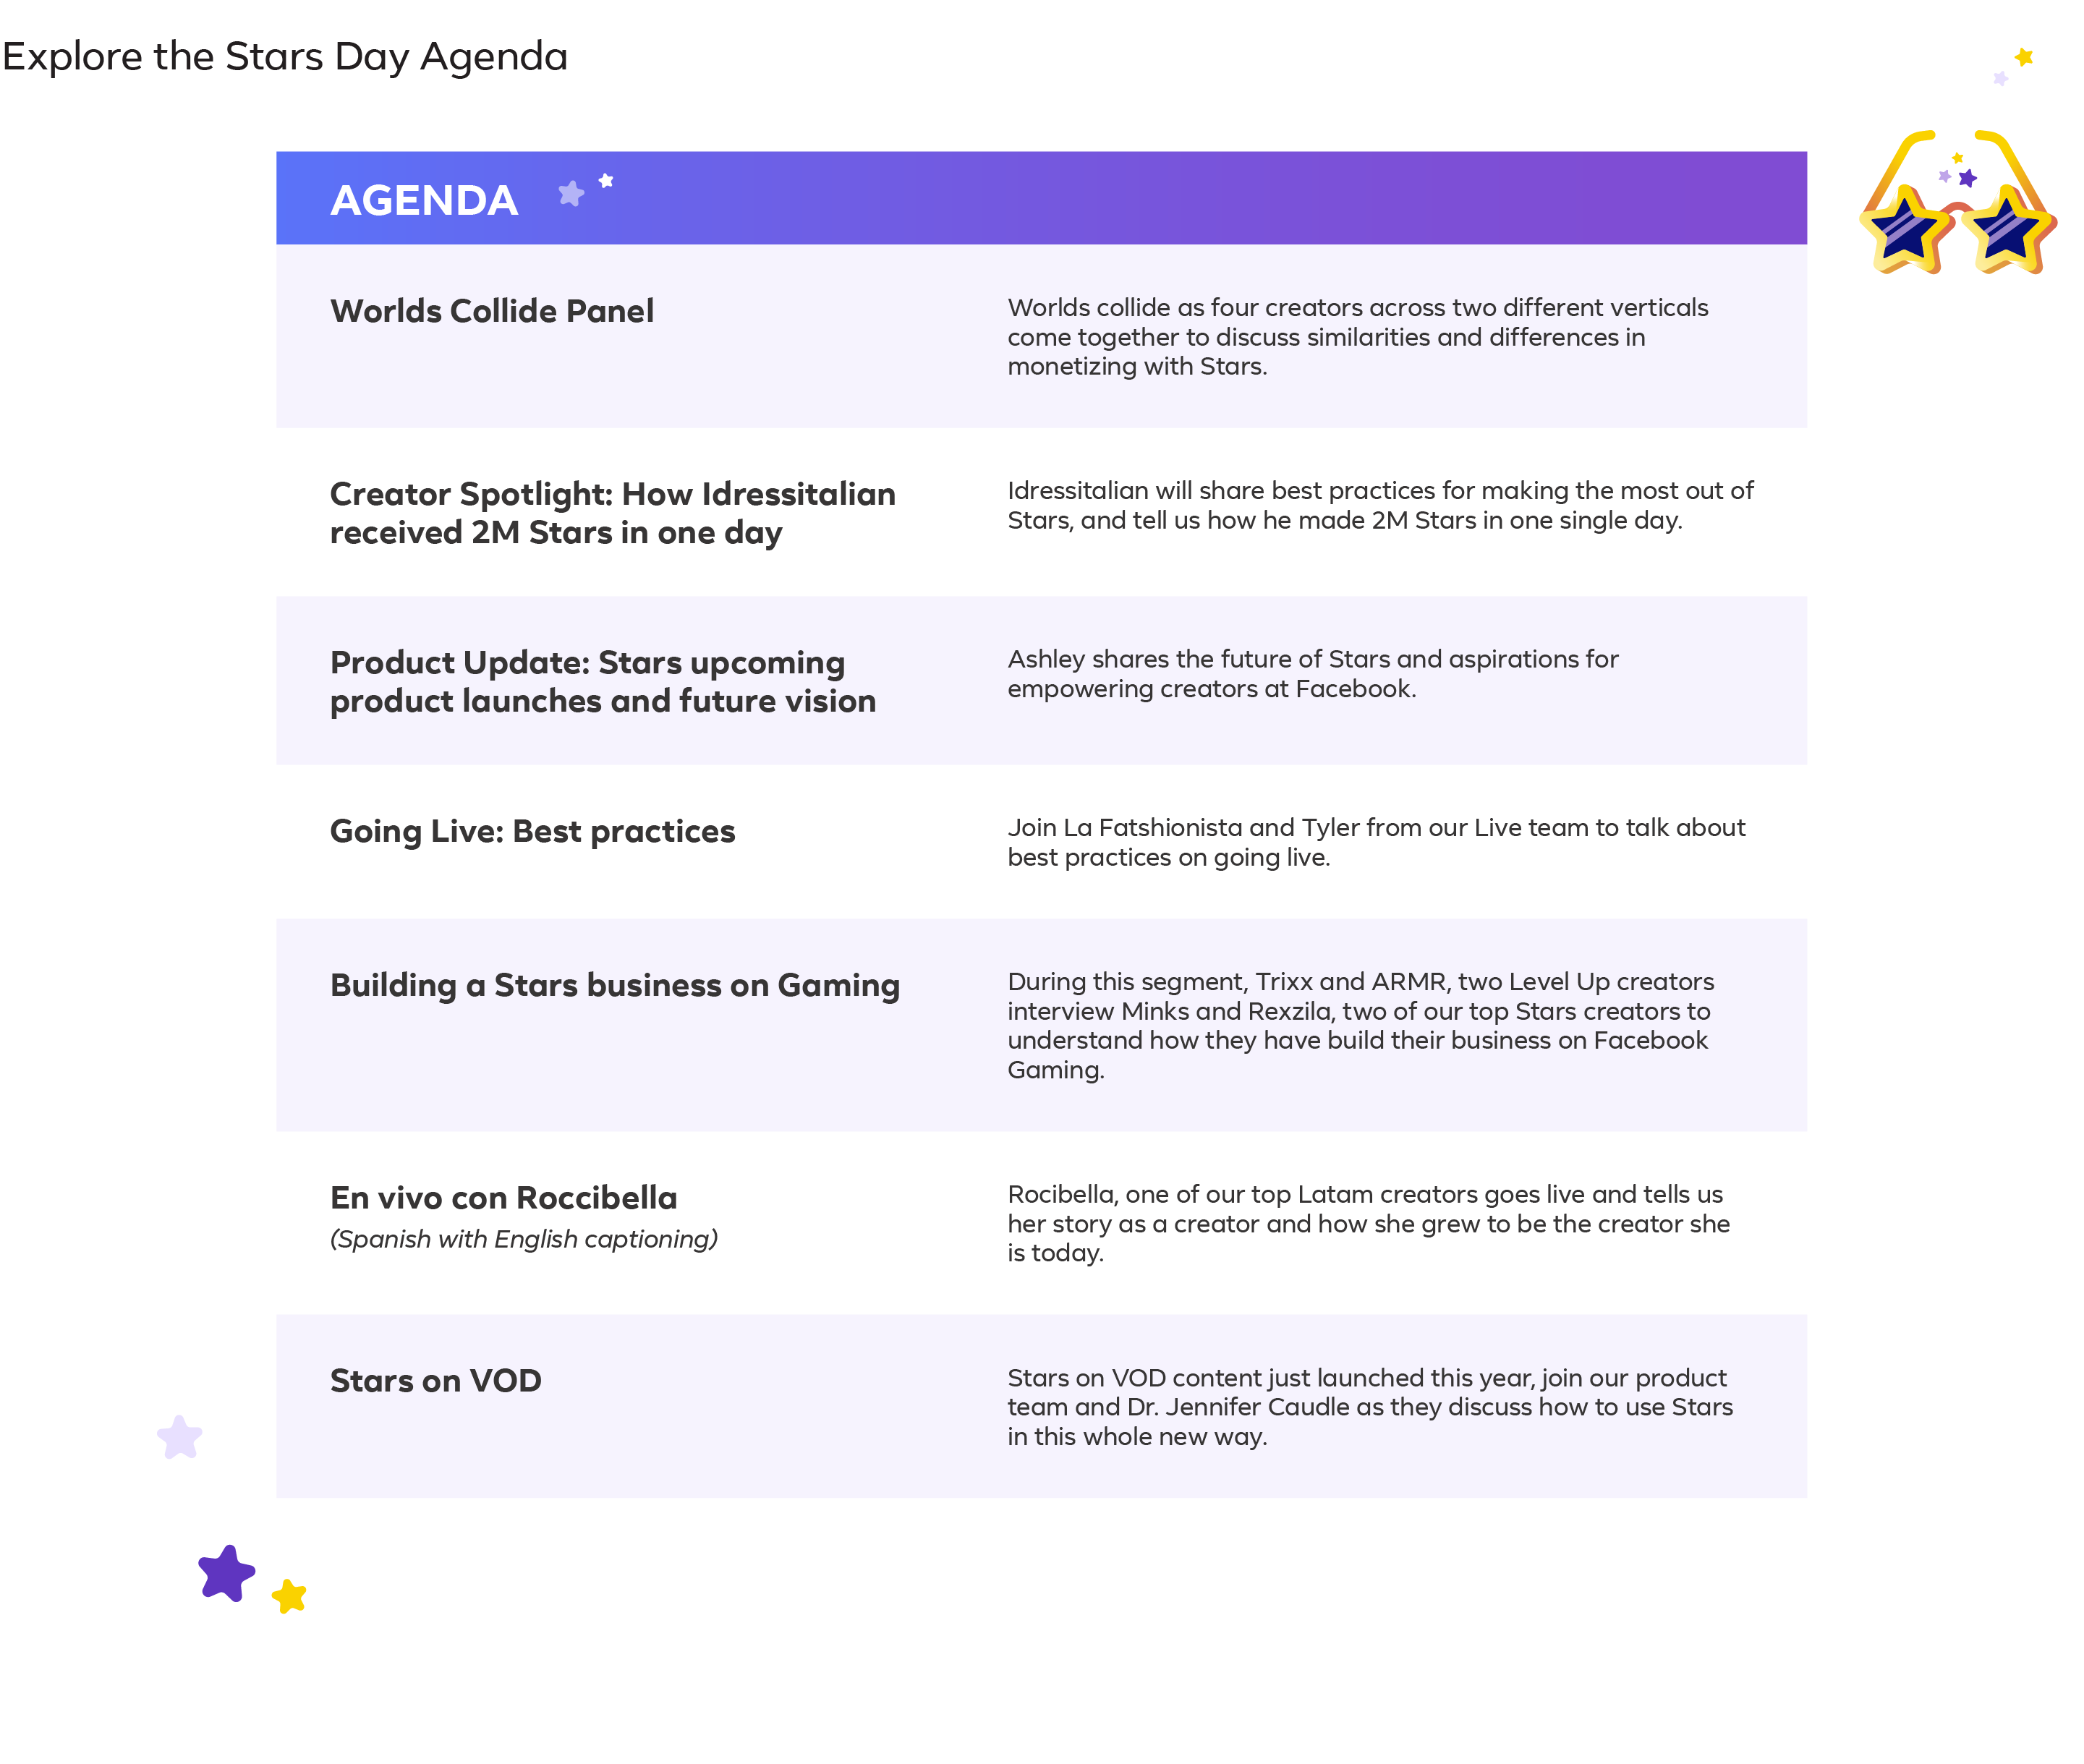 Explore the Stars Day Agenda
AGENDA
Worlds Collide Panel
Worlds collide as four creators across two different verticals
come together to discuss similarities and differences in
monetizing with Stars.
Creator Spotlight: How Idressitalian
received 2M Stars in one day
Idressitalian will share best practices for making the most out of
Stars, and tell us how he made 2M Stars in one single day.
Product Update: Stars upcoming
product launches and future vision
Ashley shares the future of Stars and aspirations for
empowering creators at Facebook.
Going Live: Best practices
Join La Fatshionista and Tyler from our Live team to talk about
best practices on going live.
Building a Stars business on Gaming
During this segment, Trixx and ARMR, two Level Up creators
interview Minks and Rexzila, two of our top Stars creators to
understand how they have build their business on Facebook
Gaming.
En vivo con Roccibella
(Spanish with English captioning)
Rocibella, one of our top Latam creators goes live and tells us
her story as a creator and how she grew to be the creator she
is today.
Stars on VOD
Stars on VOD content just launched this year, join our product
team and Dr. Jennifer Caudle as they discuss how to use Stars
in this whole new way.